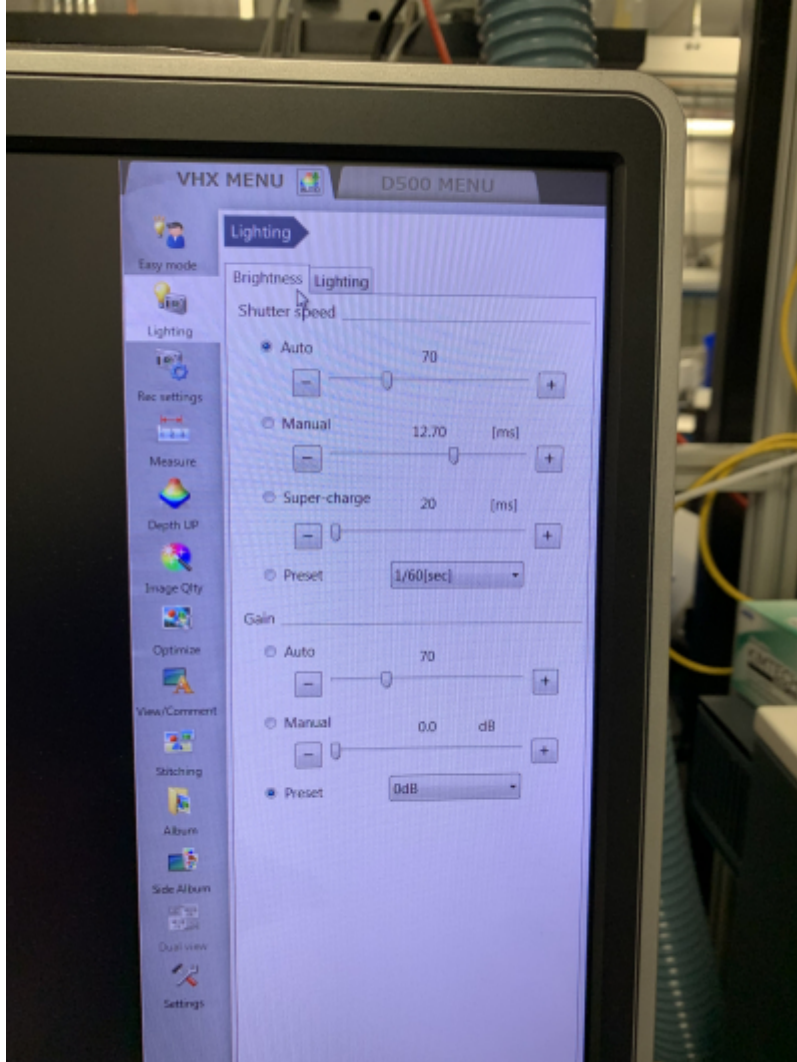 VHX MENU
D500 MENU
Easy mode
Lighting
Rec settings
Measure
Depth UP
Image Qlty
Optimize
View/Comment
Stitching
Album
Side Album
Dual view
Settings
Lighting
Brightness Lighting
Shutter speed
Auto 70
− +
Manual 12.70 [ms]
− +
Super-charge 20 [ms]
− +
Preset 1/60[sec]
Gain
Auto 70
− +
Manual 0.0 dB
− +
Preset 0dB
KIMTECH